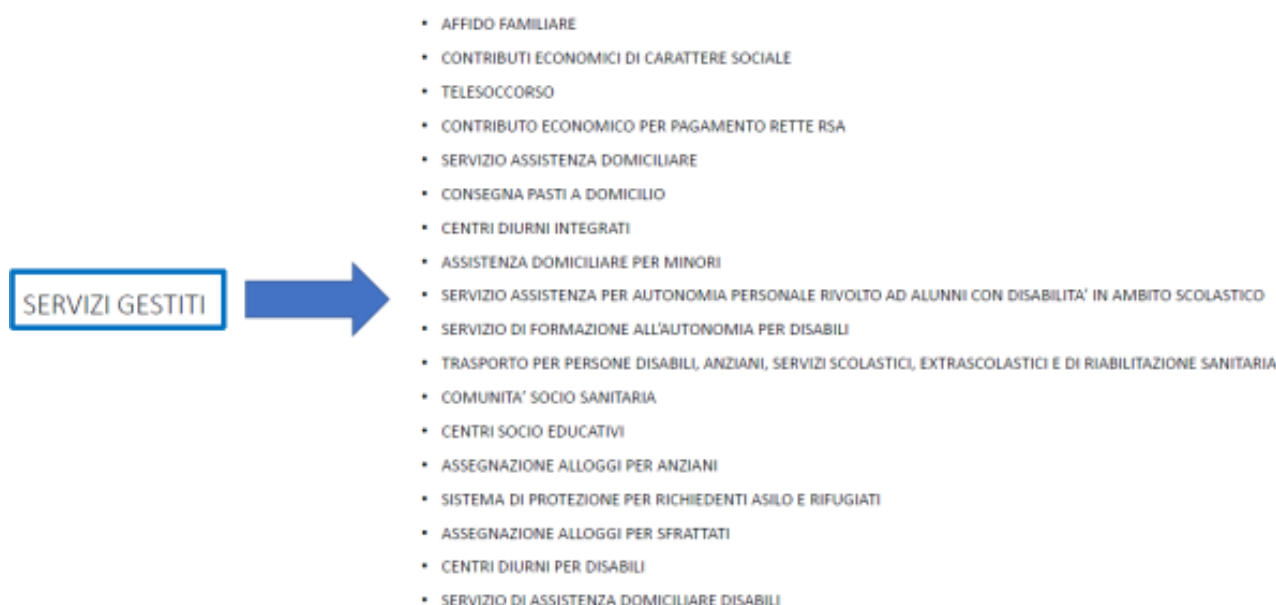 • AFFIDO FAMILIARE
• CONTRIBUTI ECONOMICI DI CARATTERE SOCIALE
• TELESOCCORSO
• CONTRIBUTO ECONOMICO PER PAGAMENTO RETTE RSA
• SERVIZIO ASSISTENZA DOMICILIARE
• CONSEGNA PASTI A DOMICILIO
• CENTRI DIURNI INTEGRATI
• ASSISTENZA DOMICILIARE PER MINORI
SERVIZI GESTITI
• SERVIZIO ASSISTENZA PER AUTONOMIA PERSONALE RIVOLTO AD ALUNNI CON DISABILITA' IN AMBITO SCOLASTICO
• SERVIZIO DI FORMAZIONE ALL'AUTONOMIA PER DISABILI
• TRASPORTO PER PERSONE DISABILI, ANZIANI, SERVIZI SCOLASTICI, EXTRASCOLASTICI E DI RIABILITAZIONE SANITARIA
• COMUNITA' SOCIO SANITARIA
• CENTRI SOCIO EDUCATIVI
• ASSEGNAZIONE ALLOGGI PER ANZIANI
• SISTEMA DI PROTEZIONE PER RICHIEDENTI ASILO E RIFUGIATI
• ASSEGNAZIONE ALLOGGI PER SFRATTATI
• CENTRI DIURNI PER DISABILI
• SERVIZIO DI ASSISTENZA DOMICILIARE DISABILI